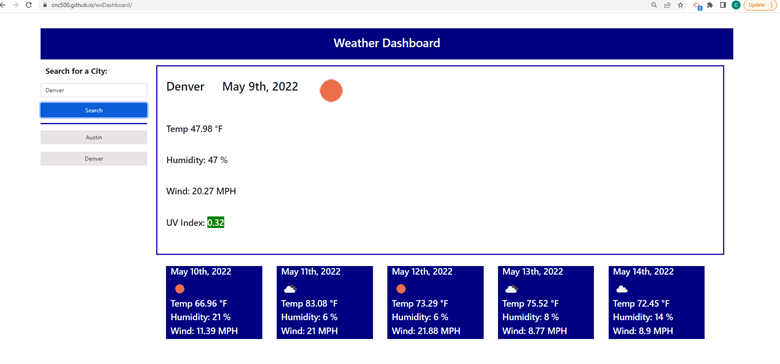 cnc500.github.io/wxDashboard/
C
Update
Weather Dashboard
Search for a City:
Denver
Search
Austin
Denver
Denver May 9th, 2022
Temp 47.98 °F
Humidity: 47 %
Wind: 20.27 MPH
UV Index: 0.32
May 10th, 2022
Temp 66.96 °F
Humidity: 21 %
Wind: 11.39 MPH
May 11th, 2022
Temp 83.08 °F
Humidity: 6 %
Wind: 21 MPH
May 12th, 2022
Temp 73.29 °F
Humidity: 6 %
Wind: 21.88 MPH
May 13th, 2022
Temp 75.52 °F
Humidity: 8 %
Wind: 8.77 MPH
May 14th, 2022
Temp 72.45 °F
Humidity: 14 %
Wind: 8.9 MPH